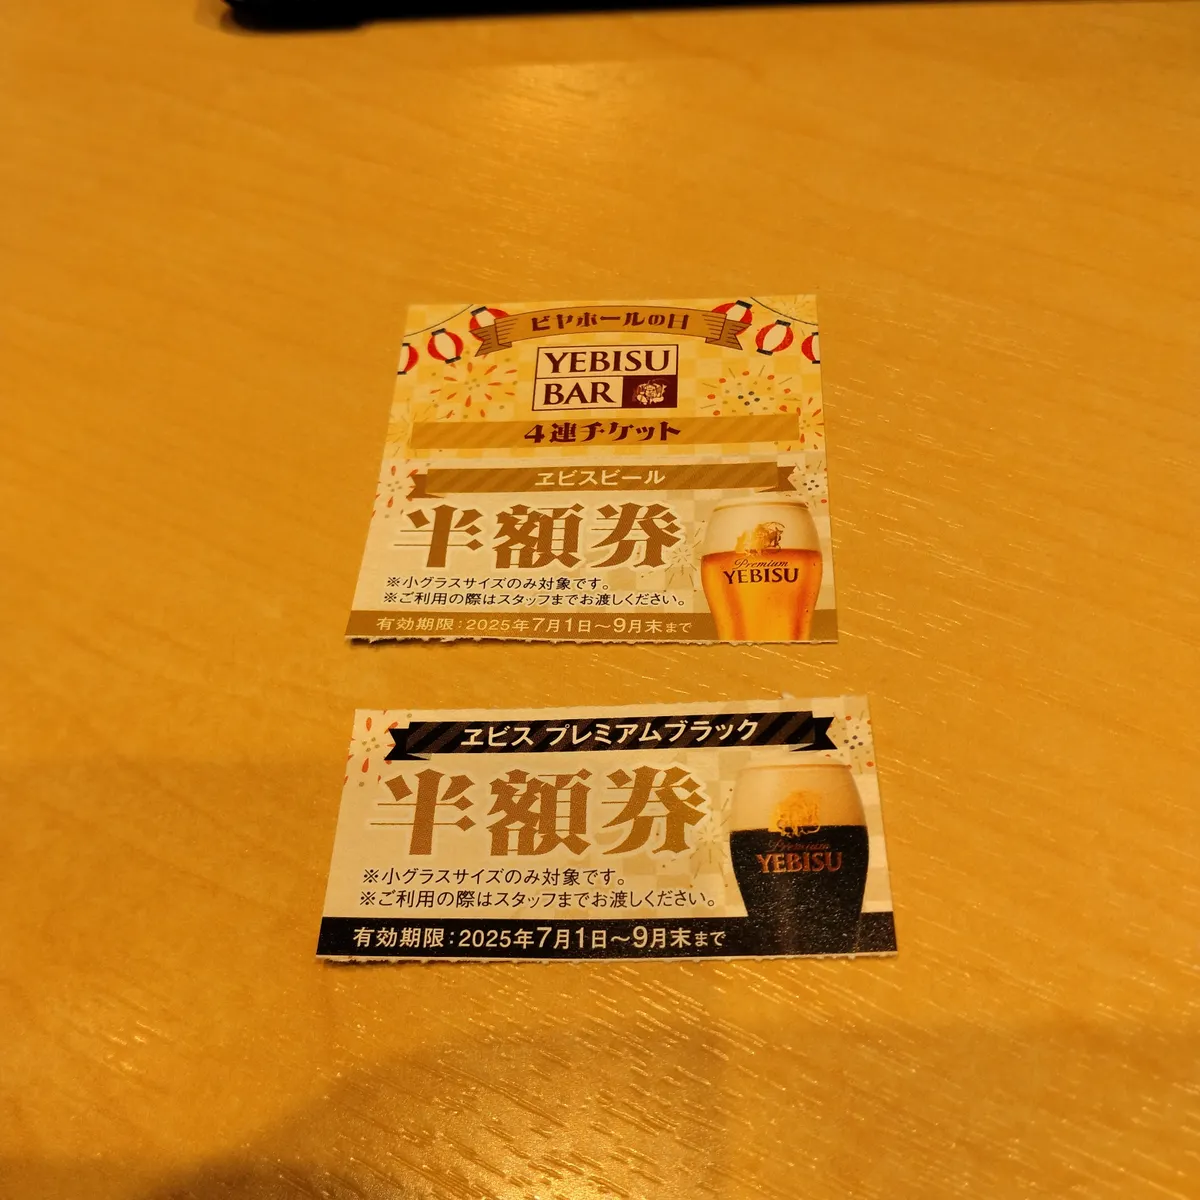 ビヤホールの日
YEBISU
BAR
4連チケット
ヱビスビール
半額券
※小グラスサイズのみ対象です。
※ご利用の際はスタッフまでお渡しください。
有効期限:2025年7月1日~9月末まで
Premium
YEBISU
ヱビス プレミアムブラック
半額券
※小グラスサイズのみ対象です。
※ご利用の際はスタッフまでお渡しください。
有効期限:2025年7月1日~9月末まで
Premium
YEBISU